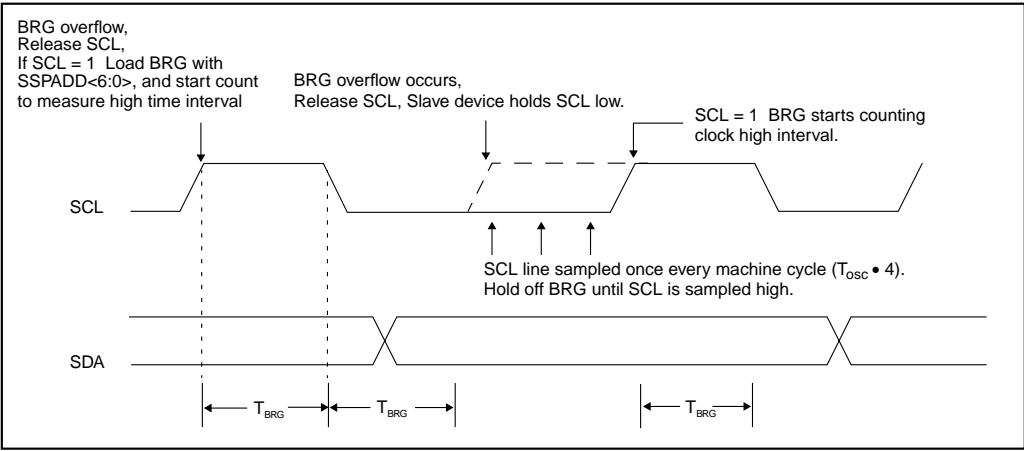 BRG overflow,
Release SCL,
If SCL = 1 Load BRG with
SSPADD<6:0>, and start count
to measure high time interval
BRG overflow occurs,
Release SCL, Slave device holds SCL low.
SCL = 1 BRG starts counting
clock high interval.
SCL
SCL line sampled once every machine cycle (Tosc • 4).
Hold off BRG until SCL is sampled high.
SDA
TBRG
TBRG
TBRG